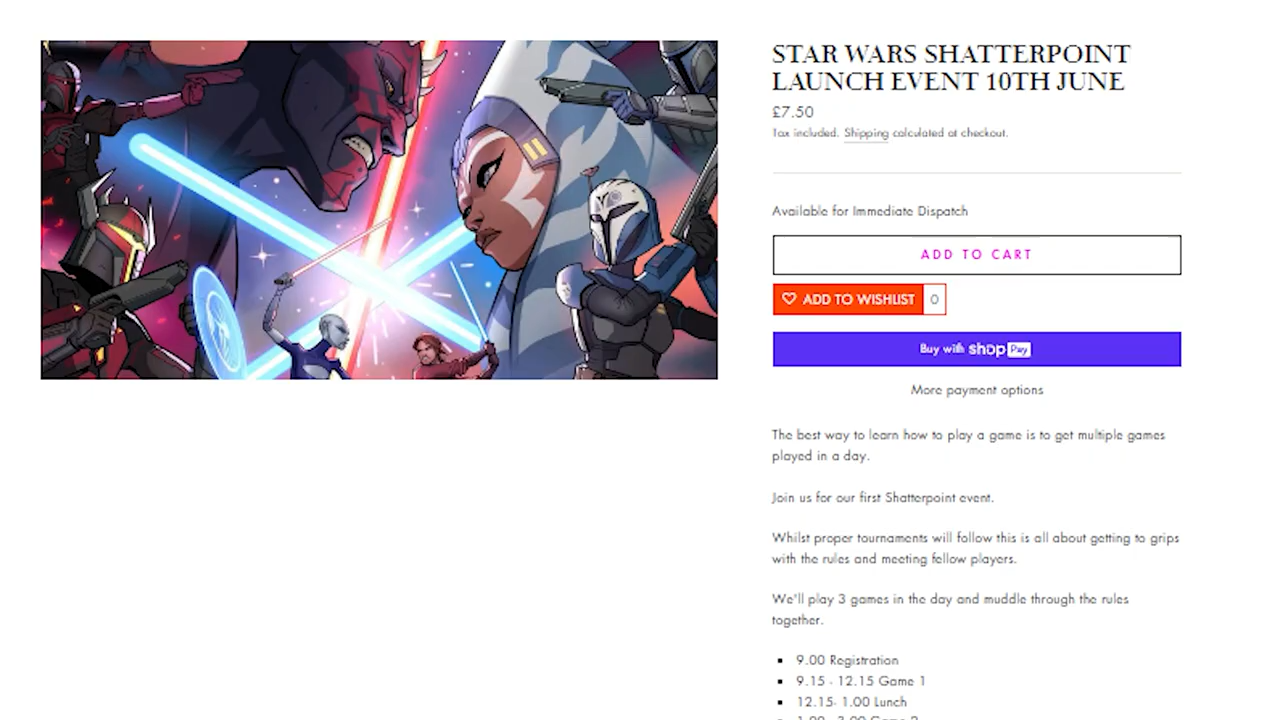 STAR WARS SHATTERPOINT
LAUNCH EVENT 10TH JUNE
£7.50
Tax included. Shipping calculated at checkout.
Available for Immediate Dispatch
ADD TO CART
ADD TO WISHLIST 0
Buy with shop Pay
More payment options
The best way to learn how to play a game is to get multiple games
played in a day.
Join us for our first Shatterpoint event.
Whilst proper tournaments will follow this is all about getting to grips
with the rules and meeting fellow players.
We'll play 3 games in the day and muddle through the rules
together.
9.00 Registration
9.15 - 12.15 Game 1
12.15- 1.00 Lunch